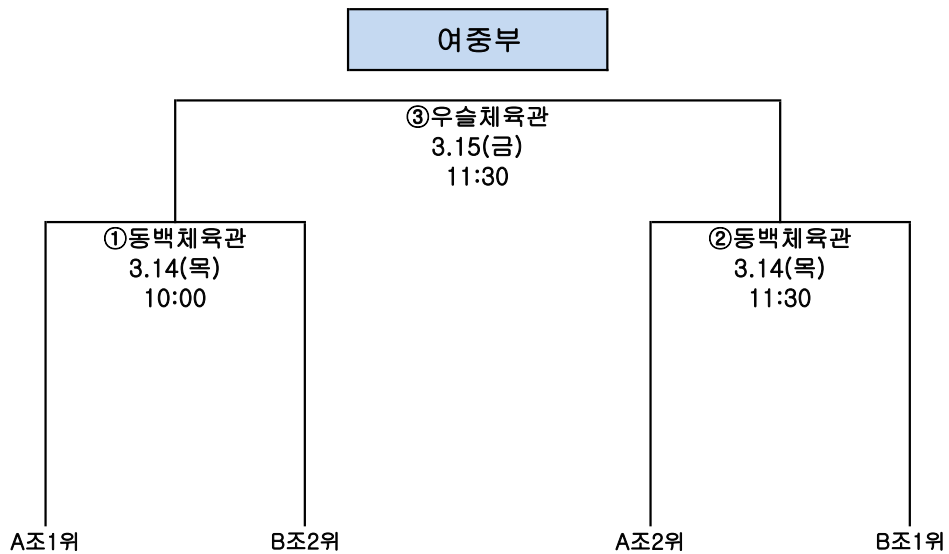 여중부
③우슬체육관
3.15(금)
11:30
①동백체육관
3.14(목)
10:00
②동백체육관
3.14(목)
11:30
A조1위
B조2위
A조2위
B조1위